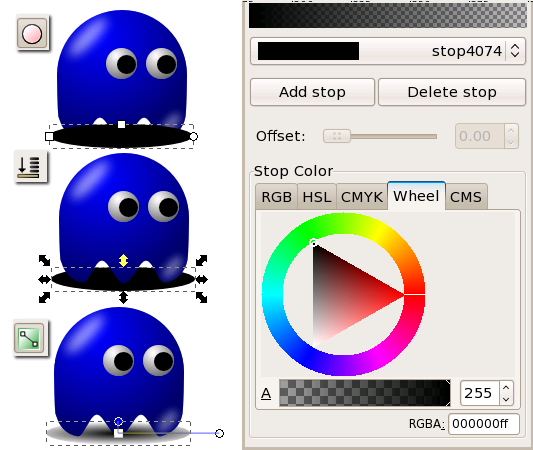 stop4074
Add stop
Delete stop
Offset:
0.00
Stop Color
RGB
HSL
CMYK
Wheel
CMS
A
255
RGBA:
000000ff